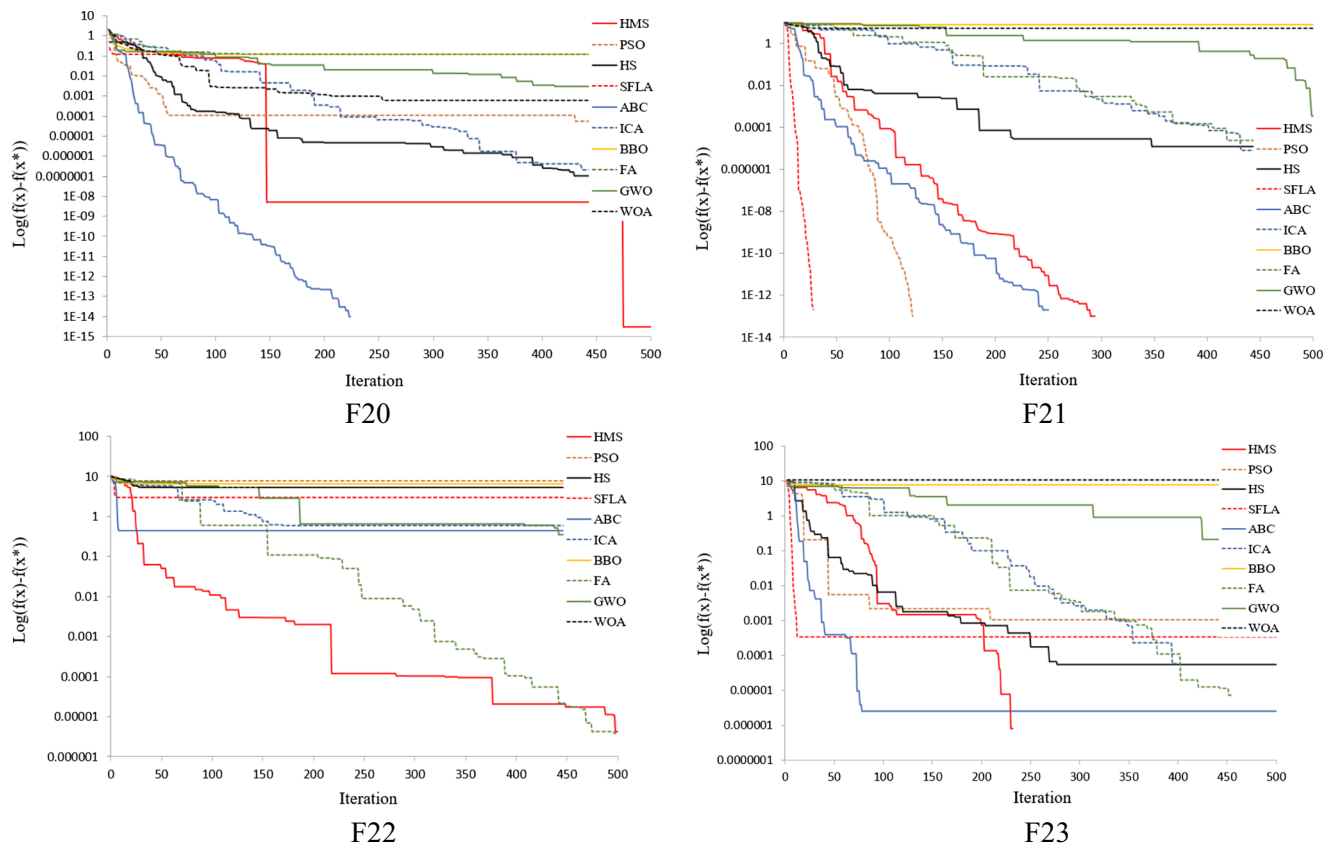 Log(f(x)-f(x*))
10
1
0.1
0.01
0.001
0.0001
0.00001
0.000001
0.0000001
1E-08
1E-09
1E-10
1E-11
1E-12
1E-13
1E-14
1E-15
0 50 100 150 200 250 300 350 400 450 500
Iteration
HMS
PSO
HS
SFLA
ABC
ICA
BBO
FA
GWO
WOA
F20
Log(f(x)-f(x*))
1
0.01
0.0001
0.000001
1E-08
1E-10
1E-12
1E-14
0 50 100 150 200 250 300 350 400 450 500
Iteration
HMS
PSO
HS
SFLA
ABC
ICA
BBO
FA
GWO
WOA
F21
Log(f(x)-f(x*))
100
10
1
0.1
0.01
0.001
0.0001
0.00001
0.000001
0 50 100 150 200 250 300 350 400 450 500
Iteration
HMS
PSO
HS
SFLA
ABC
ICA
BBO
FA
GWO
WOA
F22
Log(f(x)-f(x*))
100
10
1
0.1
0.01
0.001
0.0001
0.00001
0.000001
0.0000001
0 50 100 150 200 250 300 350 400 450 500
Iteration
HMS
PSO
HS
SFLA
ABC
ICA
BBO
FA
GWO
WOA
F23